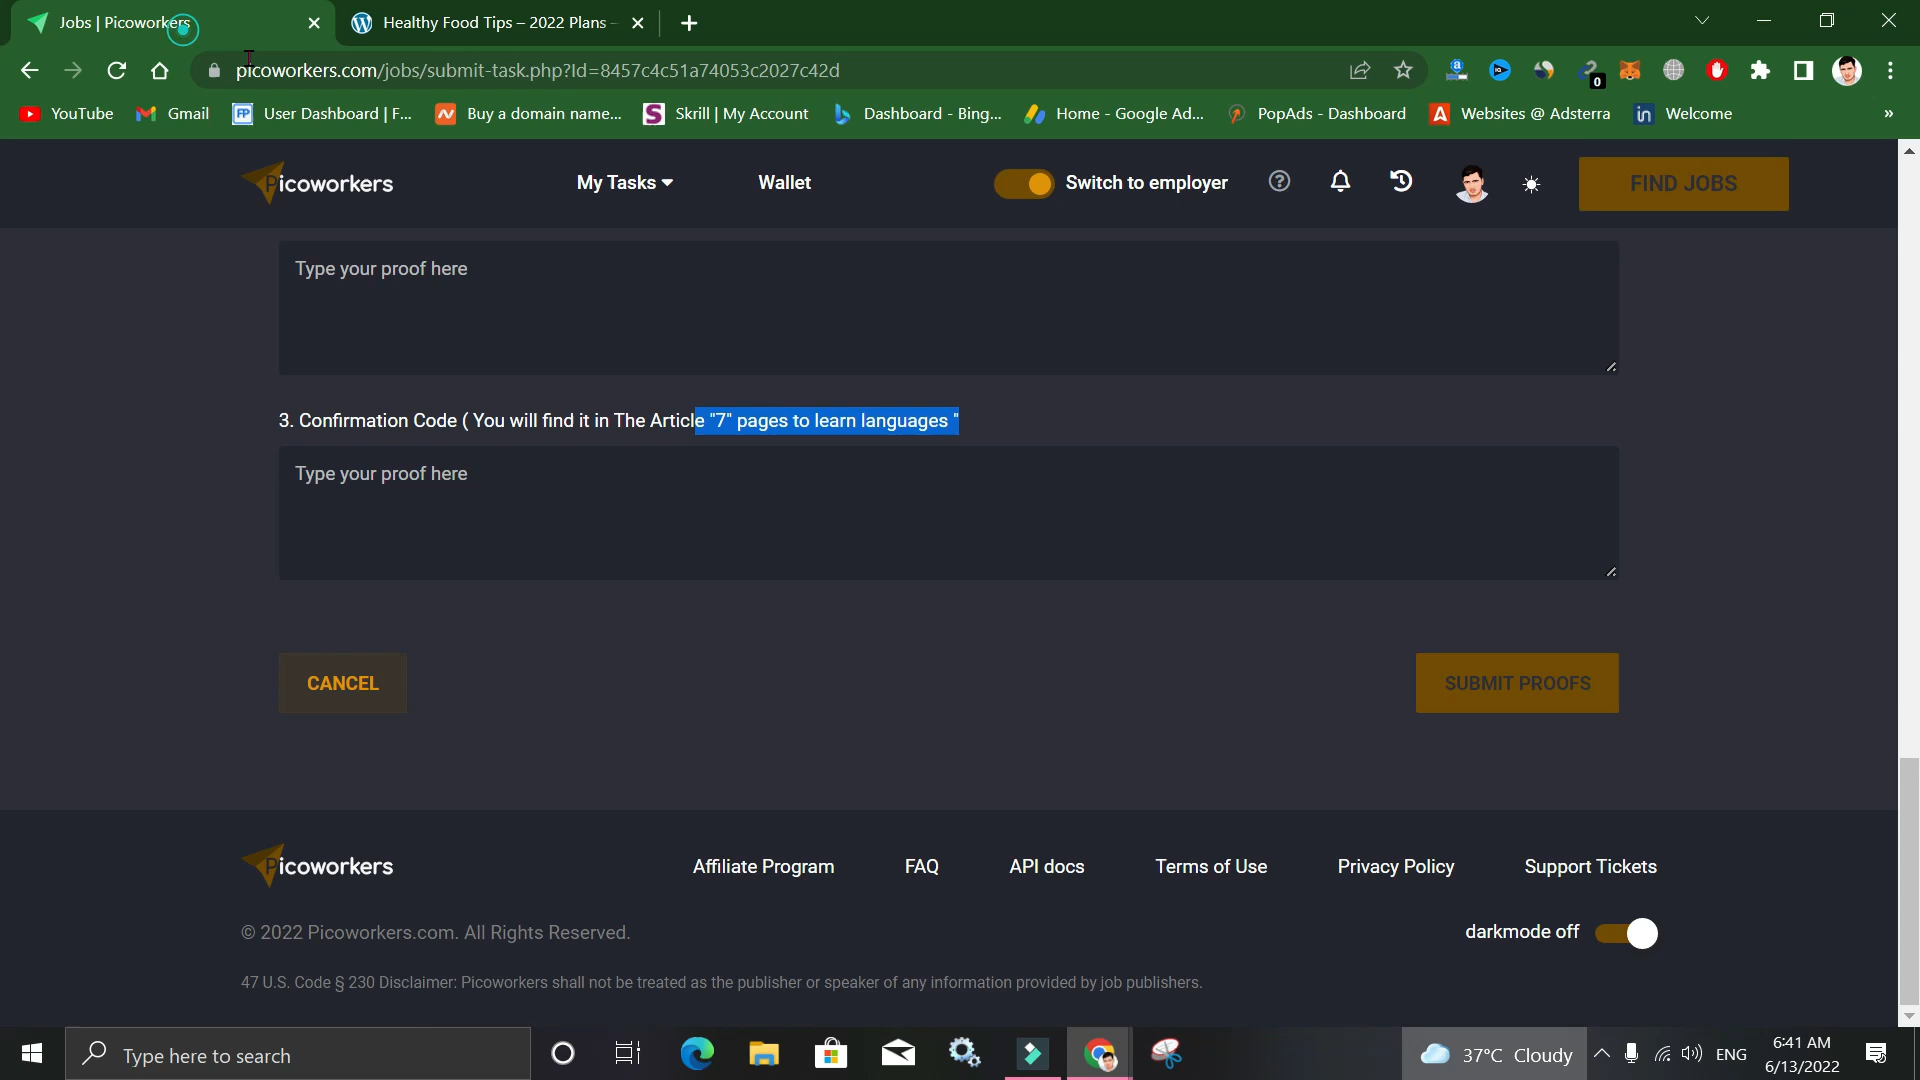 Jobs | Picoworkers
Healthy Food Tips – 2022 Plans –
picoworkers.com/jobs/submit-task.php?Id=8457c4c51a74053c2027c42d
0
YouTube
Gmail
User Dashboard | F...
Buy a domain name...
Skrill | My Account
Dashboard - Bing...
Home - Google Ad...
PopAds - Dashboard
Websites @ Adsterra
Welcome
»
Picoworkers
My Tasks
Wallet
Switch to employer
FIND JOBS
Type your proof here
3. Confirmation Code ( You will find it in The Article "7" pages to learn languages "
Type your proof here
CANCEL
SUBMIT PROOFS
Picoworkers
Affiliate Program
FAQ
API docs
Terms of Use
Privacy Policy
Support Tickets
© 2022 Picoworkers.com. All Rights Reserved.
darkmode off
47 U.S. Code § 230 Disclaimer: Picoworkers shall not be treated as the publisher or speaker of any information provided by job publishers.
Type here to search
37°C Cloudy
ENG
6:41 AM
6/13/2022